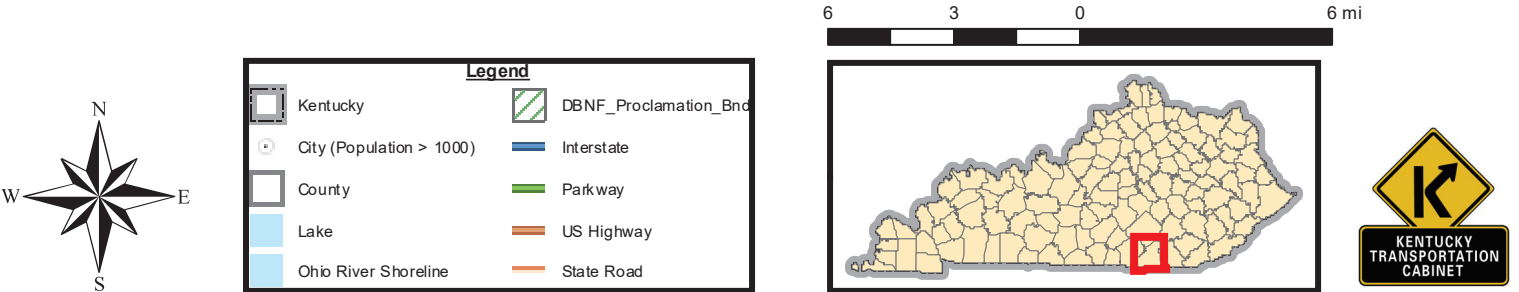 N
W
E
S
Legend
Kentucky
City (Population > 1000)
County
Lake
Ohio River Shoreline
DBNF_Proclamation_Bnd
Interstate
Parkway
US Highway
State Road
6 3 0 6 mi
K
KENTUCKY
TRANSPORTATION
CABINET